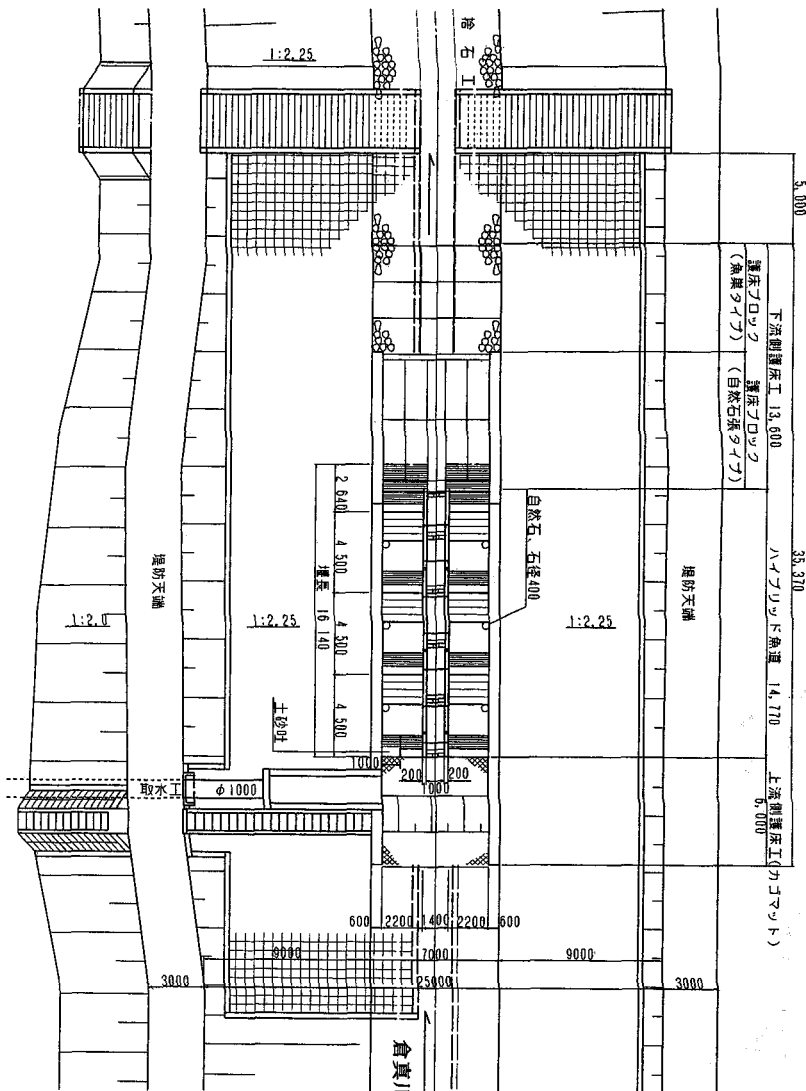 捨石工
1:2.25
5,000
35,370
下流側護床工 13,600
ハイブリッド魚道 14,770
上流側護床工(カゴマット)
6,000
護床ブロック
(魚巣タイプ)
護床ブロック
(自然石張タイプ)
自然石、石径400
堤防天端
1:2.25
2 640
4 500
4 500
4 500
堰長 16 140
1:2.25
堤防天端
1:2.0
土砂吐
1000
200
200
1000
取水工
φ1000
600
2200
1400
2200
600
9000
7000
9000
3000
25000
3000
倉真川